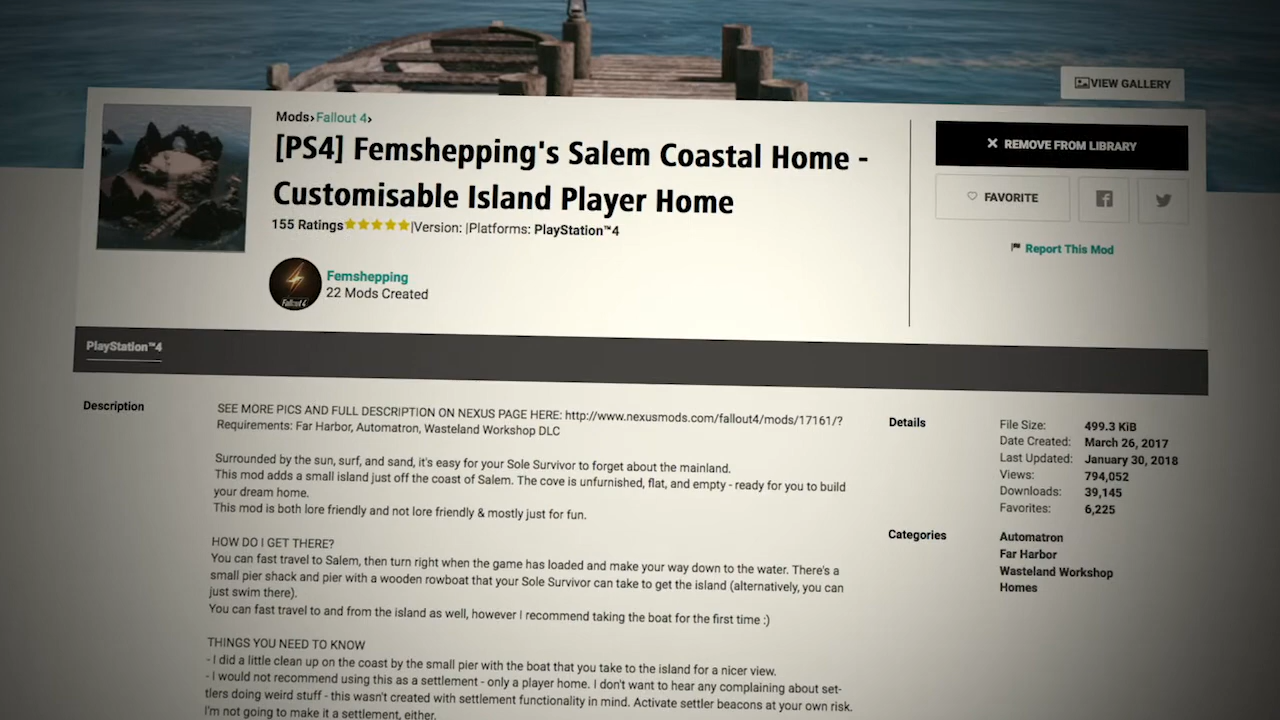 VIEW GALLERY
Mods›Fallout 4›
[PS4] Femshepping's Salem Coastal Home -
Customisable Island Player Home
155 Ratings★★★★★|Version: |Platforms: PlayStation™4
Femshepping
22 Mods Created
Fallout 4
✕ REMOVE FROM LIBRARY
♡ FAVORITE
Report This Mod
PlayStation™4
Description
SEE MORE PICS AND FULL DESCRIPTION ON NEXUS PAGE HERE: http://www.nexusmods.com/fallout4/mods/17161/?
Requirements: Far Harbor, Automatron, Wasteland Workshop DLC
Surrounded by the sun, surf, and sand, it's easy for your Sole Survivor to forget about the mainland.
This mod adds a small island just off the coast of Salem. The cove is unfurnished, flat, and empty - ready for you to build
your dream home.
This mod is both lore friendly and not lore friendly & mostly just for fun.
HOW DO I GET THERE?
You can fast travel to Salem, then turn right when the game has loaded and make your way down to the water. There's a
small pier shack and pier with a wooden rowboat that your Sole Survivor can take to get the island (alternatively, you can
just swim there).
You can fast travel to and from the island as well, however I recommend taking the boat for the first time :)
THINGS YOU NEED TO KNOW
- I did a little clean up on the coast by the small pier with the boat that you take to the island for a nicer view.
- I would not recommend using this as a settlement - only a player home. I don't want to hear any complaining about set-
tlers doing weird stuff - this wasn't created with settlement functionality in mind. Activate settler beacons at your own risk.
I'm not going to make it a settlement, either.
Details
File Size: 499.3 KiB
Date Created: March 26, 2017
Last Updated: January 30, 2018
Views: 794,052
Downloads: 39,145
Favorites: 6,225
Categories
Automatron
Far Harbor
Wasteland Workshop
Homes